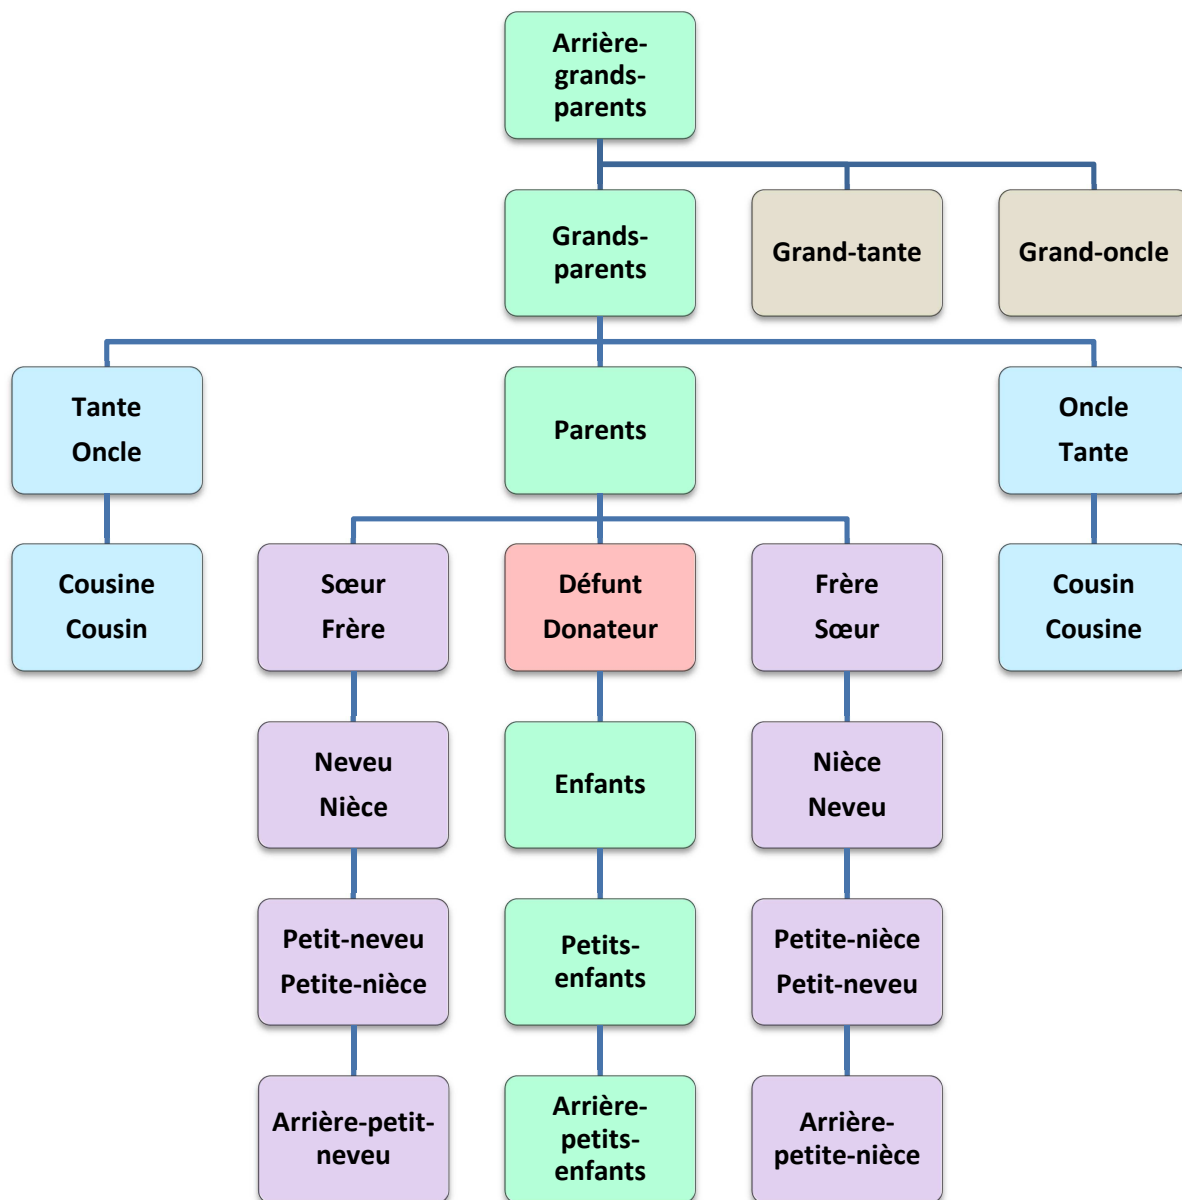 Arrière-
grands-
parents
Grands-
parents
Grand-tante
Grand-oncle
Tante
Oncle
Parents
Oncle
Tante
Cousine
Cousin
Sœur
Frère
Défunt
Donateur
Frère
Sœur
Cousin
Cousine
Neveu
Nièce
Enfants
Nièce
Neveu
Petit-neveu
Petite-nièce
Petits-
enfants
Petite-nièce
Petit-neveu
Arrière-petit-
neveu
Arrière-
petits-
enfants
Arrière-
petite-nièce